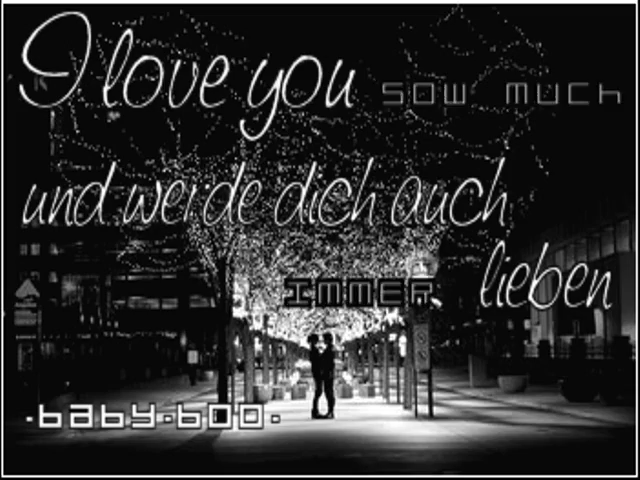 I love you sow much
und werde dich auch
IMMER lieben
.baby.boo.